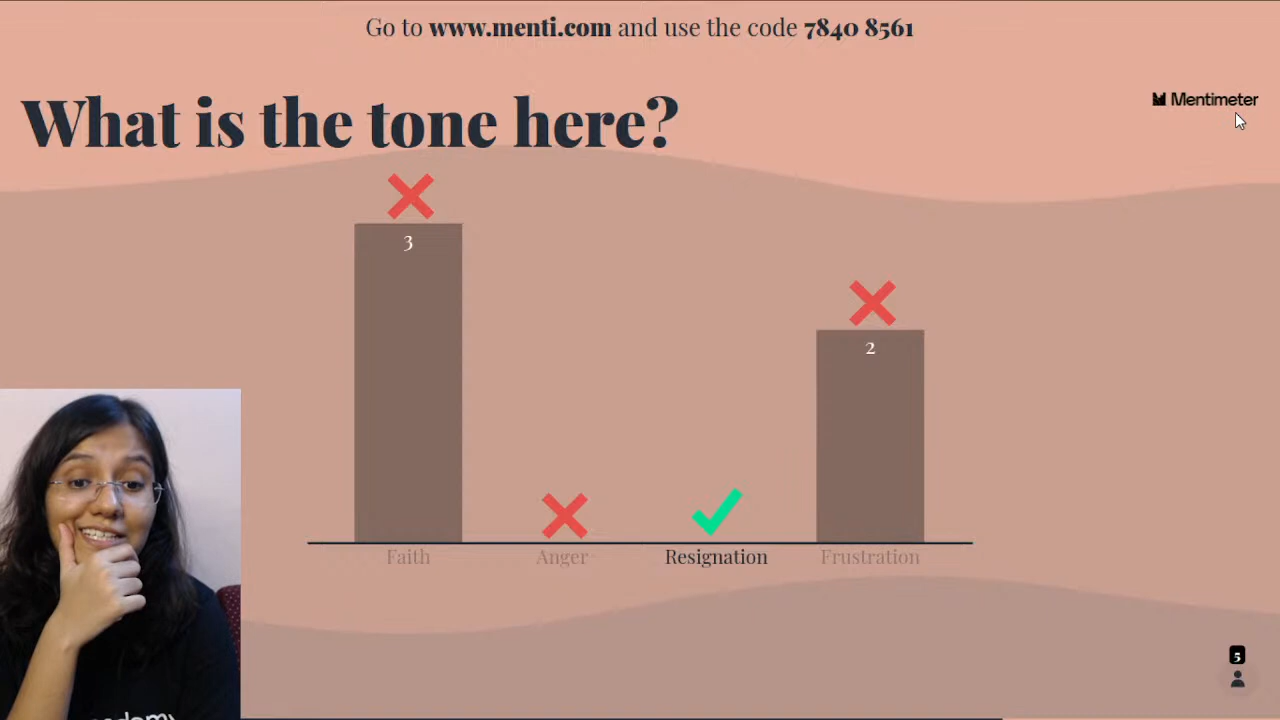 Go to www.menti.com and use the code 7840 8561
Mentimeter
What is the tone here?
3
2
Faith
Anger
Resignation
Frustration
5